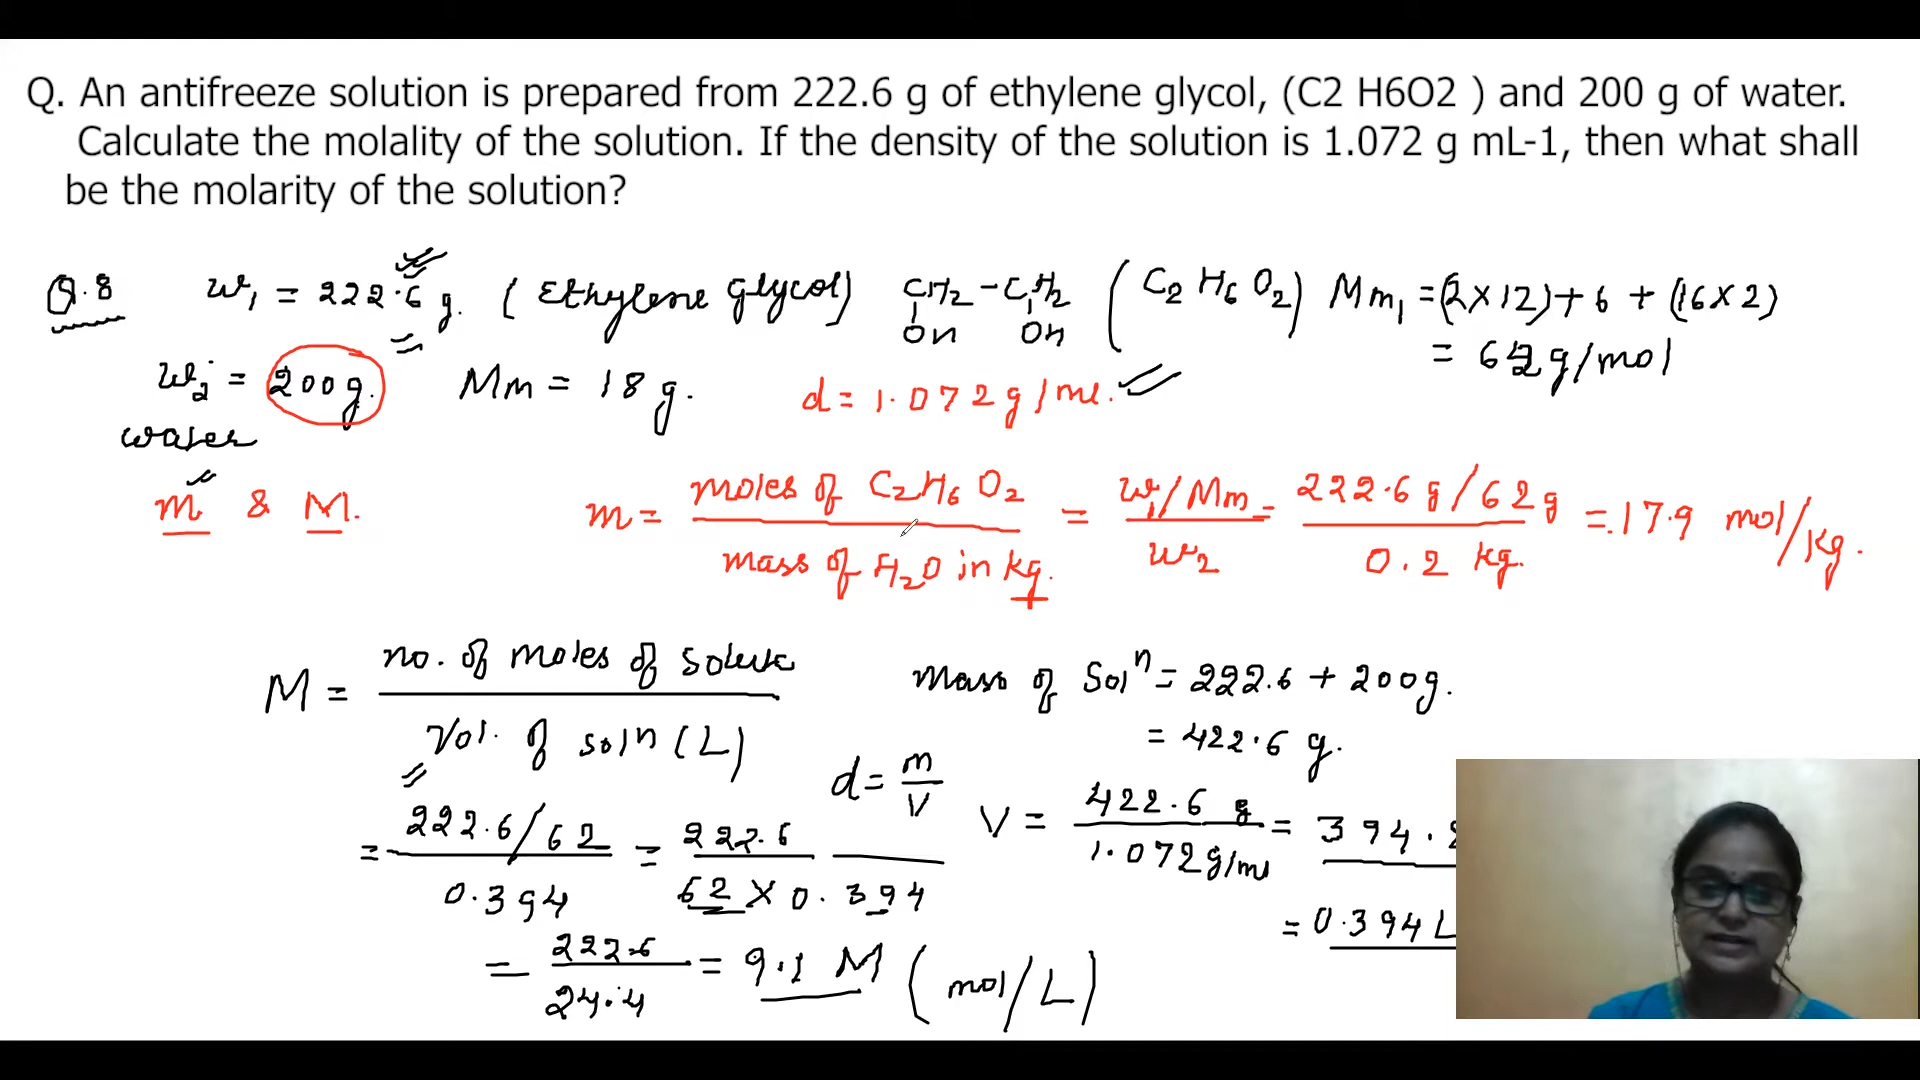 Q. An antifreeze solution is prepared from 222.6 g of ethylene glycol, (C2 H6O2 ) and 200 g of water.
Calculate the molality of the solution. If the density of the solution is 1.072 g mL-1, then what shall
be the molarity of the solution?
Q.8 w₁ = 222.6 g. (Ethylene glycol) CH2 - CH2 (C2 H6 O2) Mm₁ = (2 X 12) + 6 + (16 X 2)
OH OH
= 62 g/mol
w₂ = 200g. Mm = 18 g. d = 1.072 g/ml.
water
m & M.
m = moles of C2H6O2 / mass of H2O in kg. = w₁/Mm / w2 = 222.6 g/62g / 0.2 kg. = 17.9 mol/kg.
M = no. of moles of solute / Vol. of soln (L)
Mass of Solⁿ = 222.6 + 200g.
= 422.6 g.
d = m/V V = 422.6 g / 1.072g/ml = 394.2
= 222.6/62 / 0.394 = 222.6 / 62 X 0.394
= 0.394 L
= 222.6 / 24.4 = 9.1 M (mol/L)